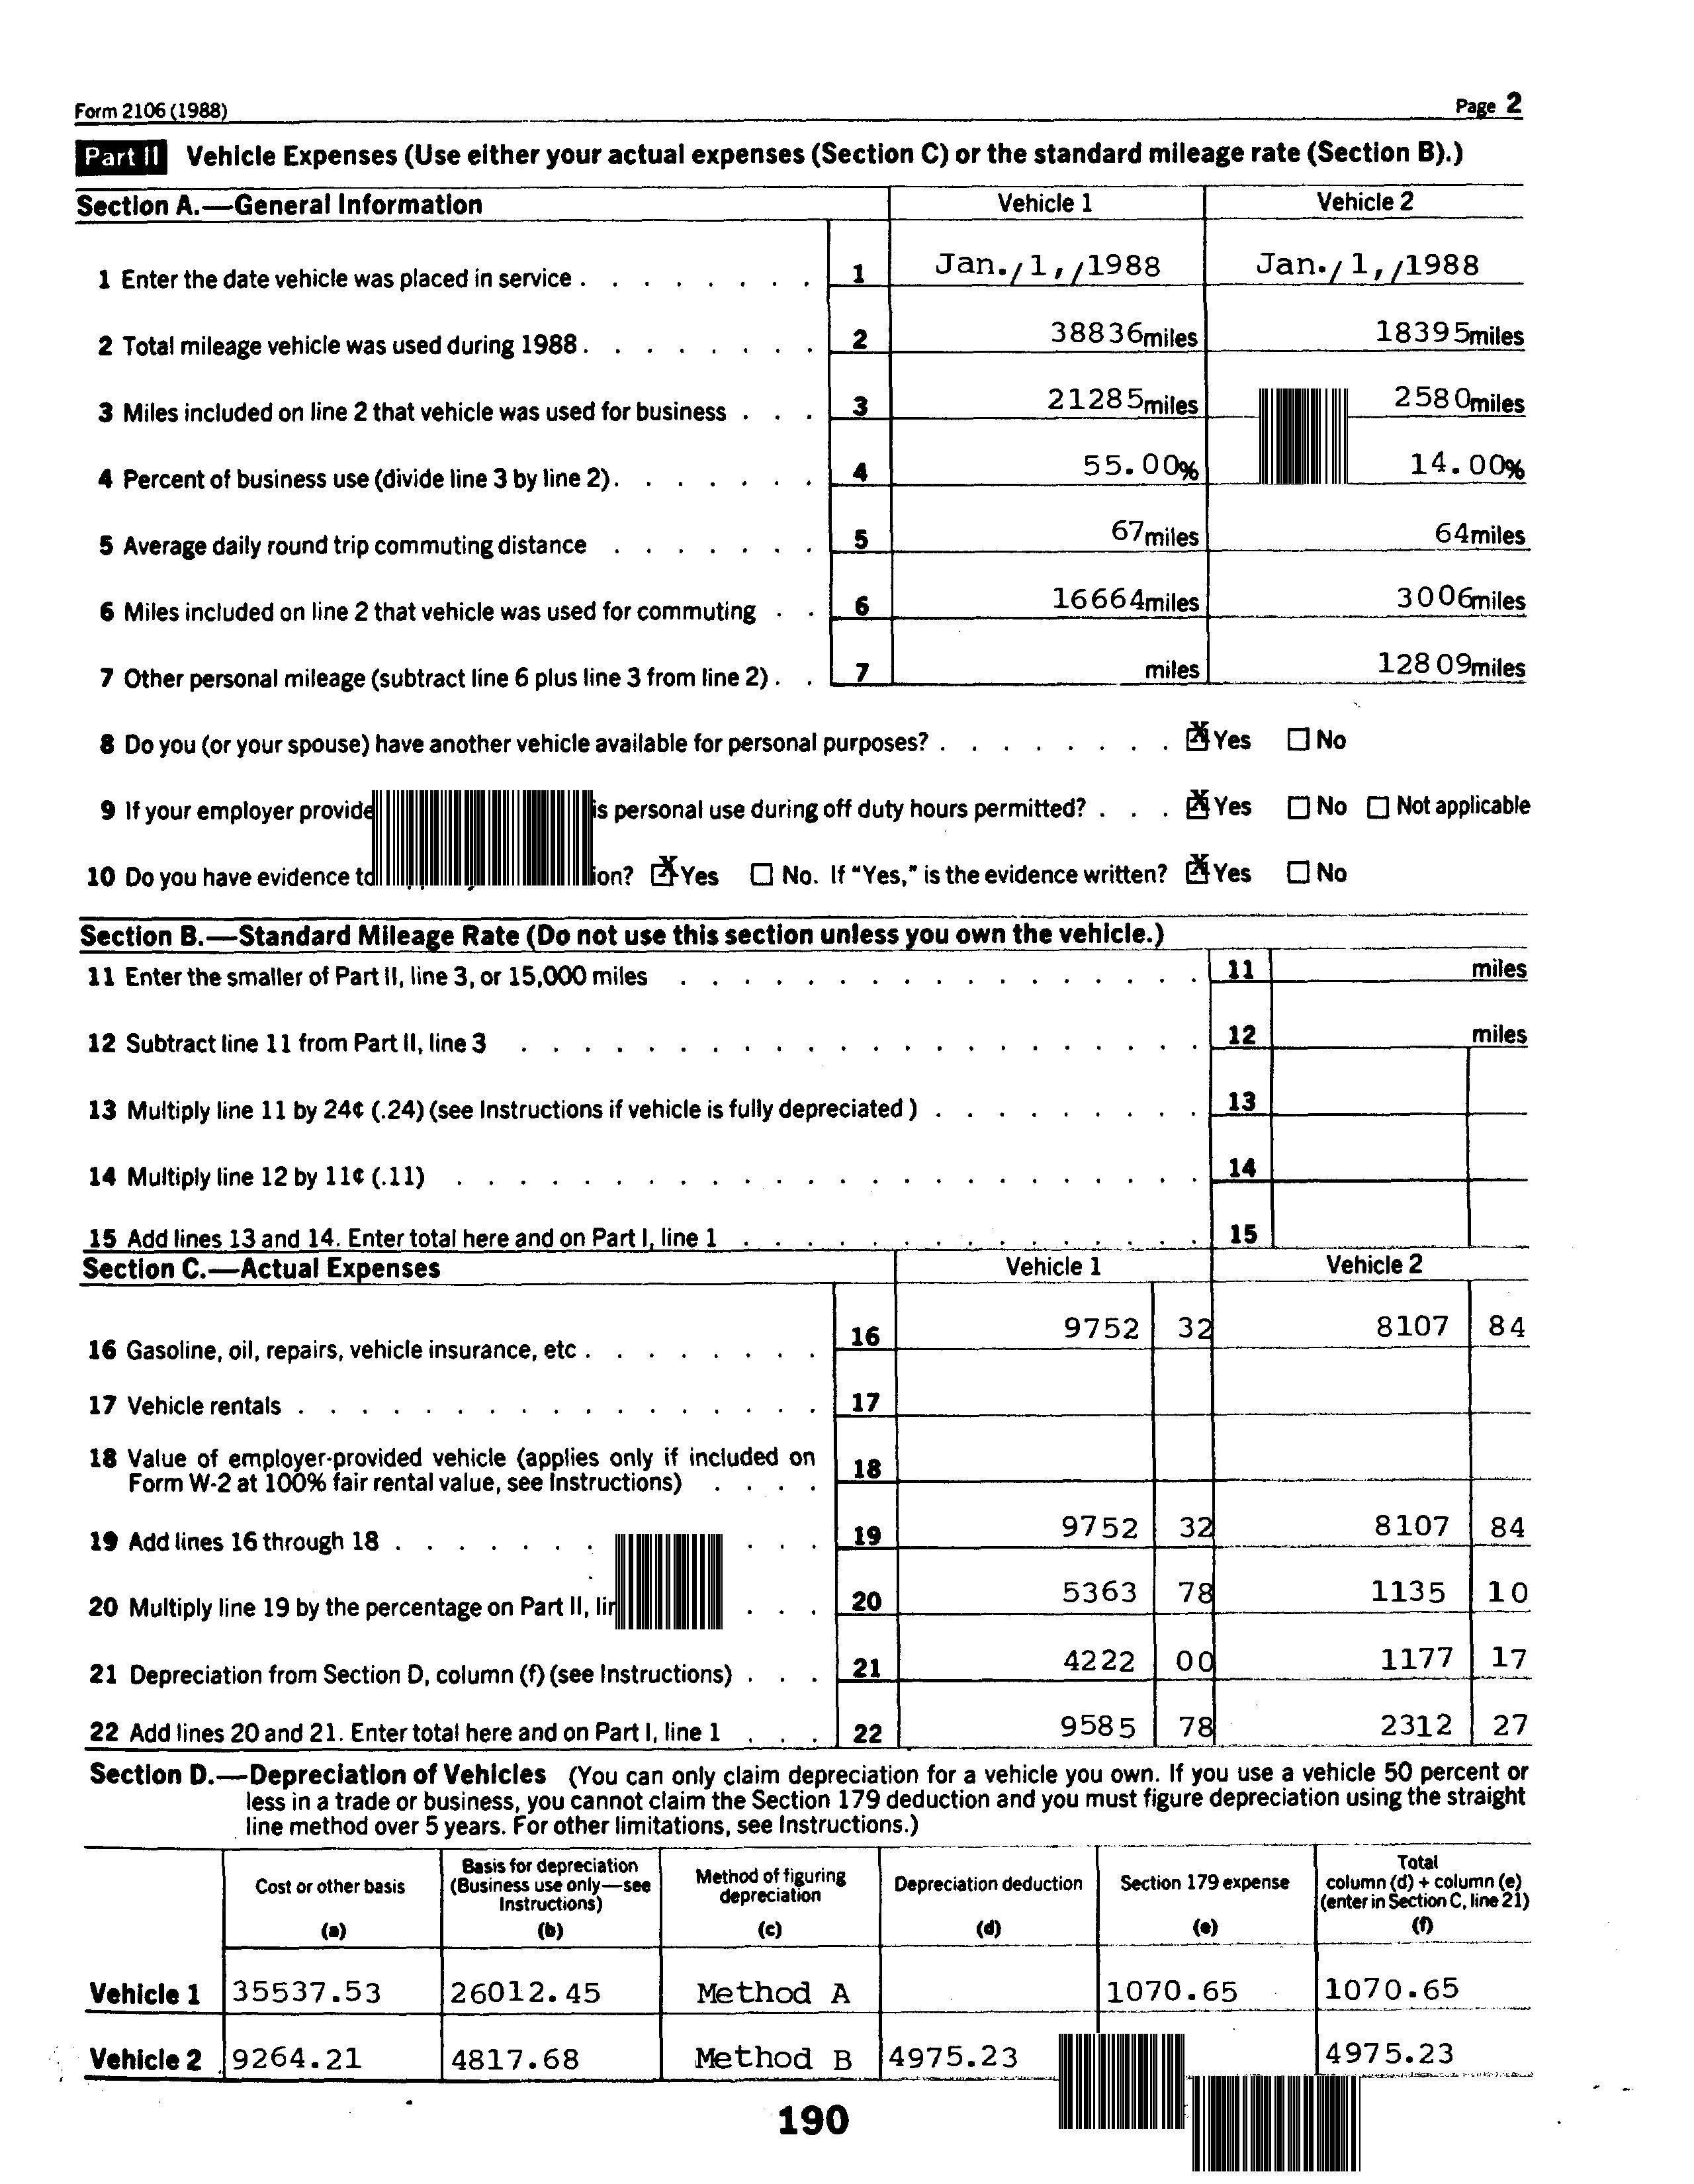 Form 2106 (1988) Page 2
Part II Vehicle Expenses (Use either your actual expenses (Section C) or the standard mileage rate (Section B).)
Section A.—General Information Vehicle 1 Vehicle 2
1 Enter the date vehicle was placed in service . . . . . . . . 1 Jan./1,/1988 Jan./1,/1988
2 Total mileage vehicle was used during 1988. . . . . . . . 2 38836 miles 18395 miles
3 Miles included on line 2 that vehicle was used for business . . . 3 21285 miles 2580 miles
4 Percent of business use (divide line 3 by line 2). . . . . . . 4 55.00% 14.00%
5 Average daily round trip commuting distance . . . . . . . 5 67 miles 64 miles
6 Miles included on line 2 that vehicle was used for commuting . . 6 16664 miles 3006 miles
7 Other personal mileage (subtract line 6 plus line 3 from line 2) . . 7 miles 12809 miles
8 Do you (or your spouse) have another vehicle available for personal purposes? . . . . . . . . X Yes No
9 If your employer is personal use during off duty hours permitted? . . . X Yes No Not applicable
10 Do you have evidence X Yes No. If “Yes,” is the evidence written? X Yes No
Section B.—Standard Mileage Rate (Do not use this section unless you own the vehicle.)
11 Enter the smaller of Part II, line 3, or 15,000 miles . . . . . . . . . . . . . . . . . 11 miles
12 Subtract line 11 from Part II, line 3 . . . . . . . . . . . . . . . . . . . . . . 12 miles
13 Multiply line 11 by 24¢ (.24) (see Instructions if vehicle is fully depreciated) . . . . . . . . . 13
14 Multiply line 12 by 11¢ (.11) . . . . . . . . . . . . . . . . . . . . . . . . 14
15 Add lines 13 and 14. Enter total here and on Part I, line 1 . . . . . . . . . . . . . . . 15
Section C.—Actual Expenses Vehicle 1 Vehicle 2
16 Gasoline, oil, repairs, vehicle insurance, etc . . . . . . . . 16 9752 32 8107 84
17 Vehicle rentals . . . . . . . . . . . . . . . . . 17
18 Value of employer-provided vehicle (applies only if included on
Form W-2 at 100% fair rental value, see Instructions) . . . . 18
19 Add lines 16 through 18 . . . . . . . . . . 19 9752 32 8107 84
20 Multiply line 19 by the percentage on Part II, . . . 20 5363 78 1135 10
21 Depreciation from Section D, column (f) (see Instructions) . . . 21 4222 00 1177 17
22 Add lines 20 and 21. Enter total here and on Part I, line 1 . . . 22 9585 78 2312 27
Section D.—Depreciation of Vehicles (You can only claim depreciation for a vehicle you own. If you use a vehicle 50 percent or
less in a trade or business, you cannot claim the Section 179 deduction and you must figure depreciation using the straight
line method over 5 years. For other limitations, see Instructions.)
Cost or other basis (a) Basis for depreciation (Business use only—see Instructions) (b) Method of figuring depreciation (c) Depreciation deduction (d) Section 179 expense (e) Total column (d) + column (e) (enter in Section C, line 21) (f)
Vehicle 1 35537.53 26012.45 Method A 1070.65 1070.65
Vehicle 2 9264.21 4817.68 Method B 4975.23 4975.23
190